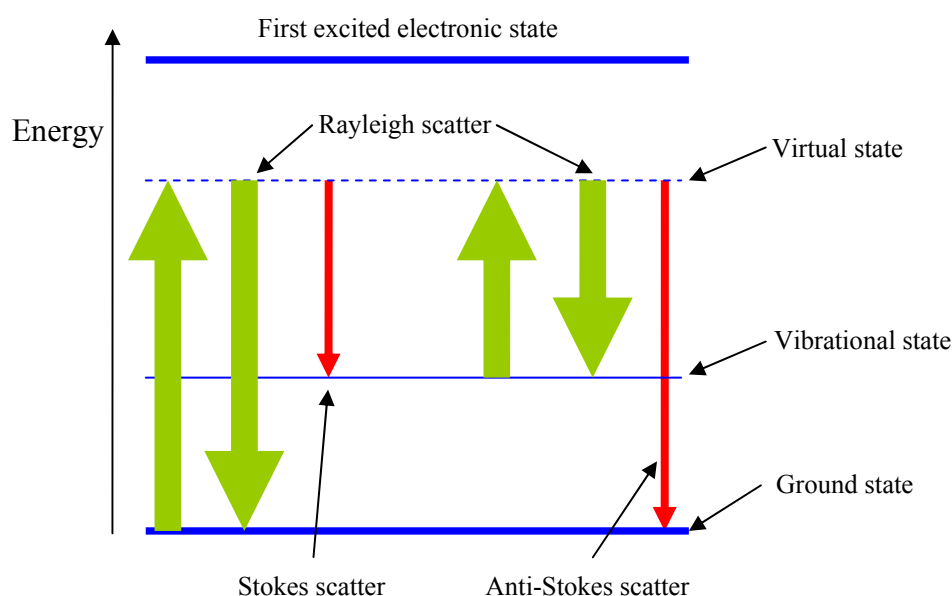 First excited electronic state
Energy
Rayleigh scatter
Virtual state
Vibrational state
Ground state
Stokes scatter
Anti-Stokes scatter